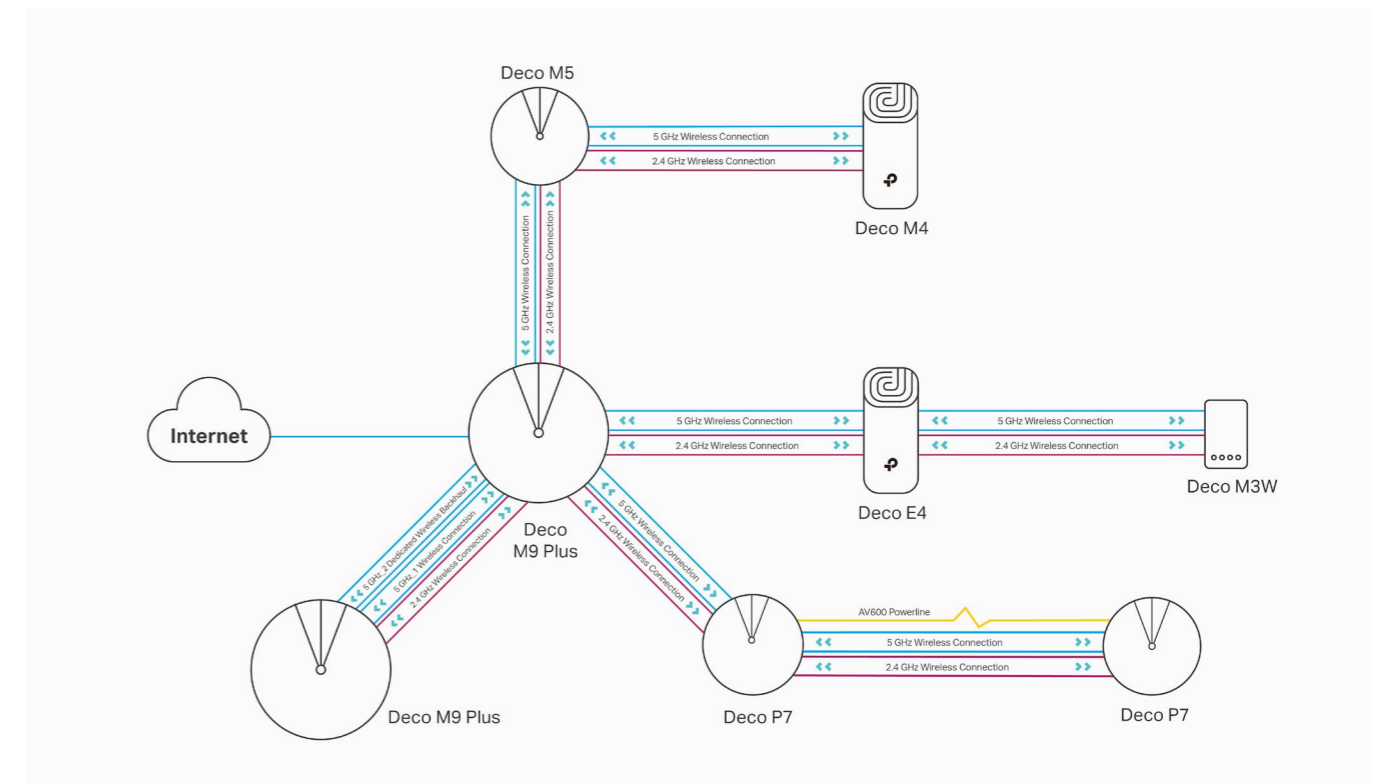 Deco M5
5 GHz Wireless Connection
2.4 GHz Wireless Connection
Deco M4
5 GHz Wireless Connection
2.4 GHz Wireless Connection
Internet
5 GHz Wireless Connection
2.4 GHz Wireless Connection
5 GHz Wireless Connection
2.4 GHz Wireless Connection
Deco M3W
Deco E4
Deco
M9 Plus
5 GHz_2 Dedicated Wireless Backhaul
5 GHz_1 Wireless Connection
2.4 GHz Wireless Connection
5 GHz Wireless Connection
2.4 GHz Wireless Connection
AV600 Powerline
5 GHz Wireless Connection
2.4 GHz Wireless Connection
Deco M9 Plus
Deco P7
Deco P7